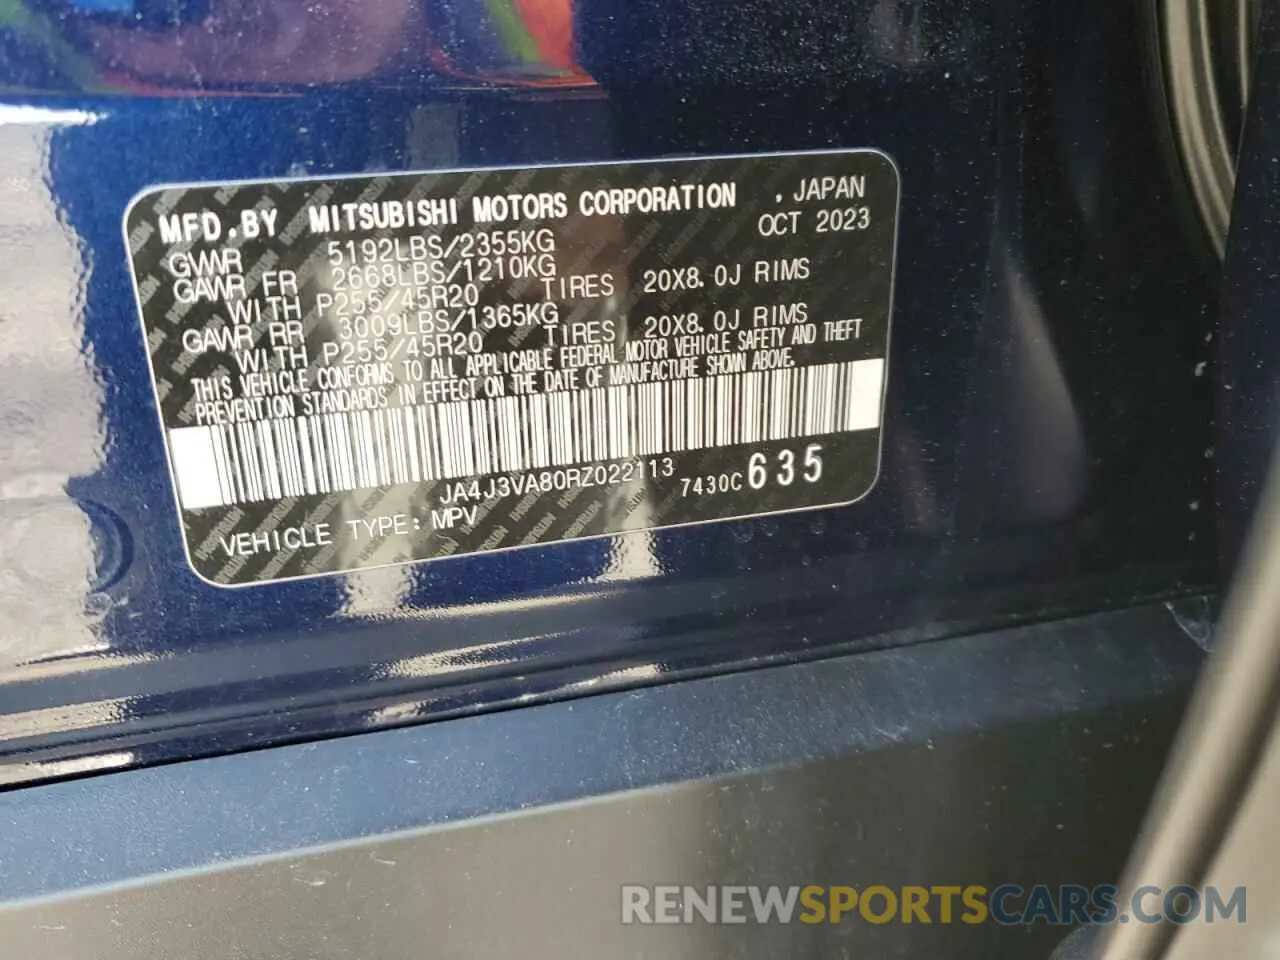 MFD.BY MITSUBISHI MOTORS CORPORATION , JAPAN
OCT 2023
GVWR 5192LBS/2355KG
GAWR FR 2668LBS/1210KG
WITH P255/45R20 TIRES 20X8.0J RIMS
GAWR RR 3009LBS/1365KG
WITH P255/45R20 TIRES 20X8.0J RIMS
THIS VEHICLE CONFORMS TO ALL APPLICABLE FEDERAL MOTOR VEHICLE SAFETY AND THEFT
PREVENTION STANDARDS IN EFFECT ON THE DATE OF MANUFACTURE SHOWN ABOVE.
JA4J3VA80RZ022113 7430C 635
VEHICLE TYPE: MPV
RENEWSPORTSCARS.COM